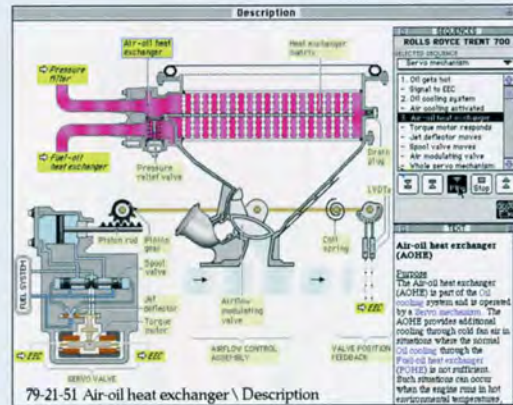 Description
Air-oil heat
exchanger
Heat exchanger
matrix
Pressure
filter
Fuel-oil
heat exchanger
Pressure
relief valve
Drain
plug
LVDTs
Piston rod
Pinion
gear
Spool
valve
Jet
deflector
Torque
motor
FUEL SYSTEM
EEC
EEC
SERVO VALVE
Airflow
modulating
valve
AIRFLOW CONTROL
ASSEMBLY
spring
EEC
VALVE POSITION
FEEDBACK
79-21-51 Air-oil heat exchanger \ Description
SEQUENCES
ROLLS ROYCE TRENT 700
SELECTED SEQUENCE
Servo mechanism
1. Oil gets hot
- Signal to EEC
2. Oil cooling system
- Air cooling activated
3. Air-oil heat exchanger
- Torque motor responds
- Jet deflector moves
- Spool valve moves
- Air modulating valve
- Whole servo mechanism
Stop
TEXT
Air-oil heat exchanger
(AOHE)
Purpose
The Air-oil heat exchanger
(AOHE) is part of the Oil
cooling system and is operated
by a Servo mechanism. The
AOHE provides additional
cooling through cold fan air in
situations where the normal
Oil cooling through the
Fuel-oil heat exchanger
(FOHE) is not sufficient.
Such situations can occur
when the engine runs in hot
environmental temperatures,